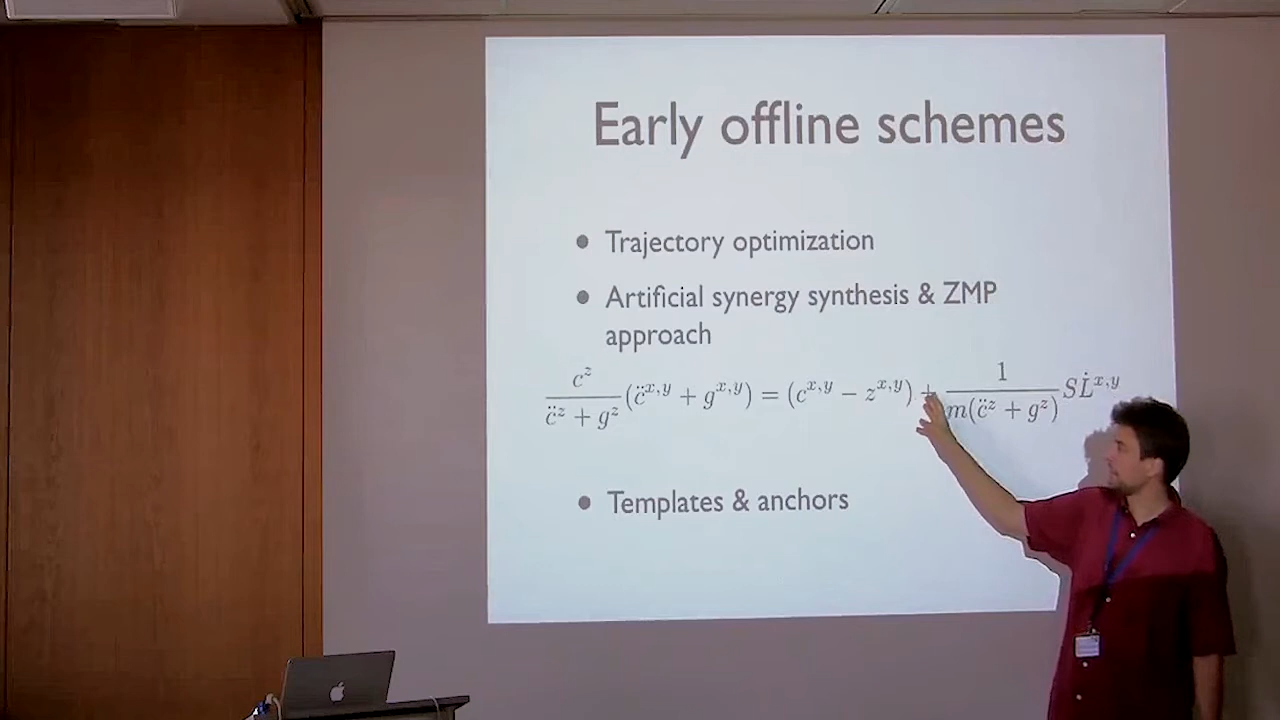 Early offline schemes
• Trajectory optimization
• Artificial synergy synthesis & ZMP
approach
$\frac{c^z}{\ddot{c}^z + g^z}(\ddot{c}^{x,y} + g^{x,y}) = (c^{x,y} - z^{x,y}) + \frac{1}{m(\ddot{c}^z + g^z)} S\dot{L}^{x,y}$
• Templates & anchors